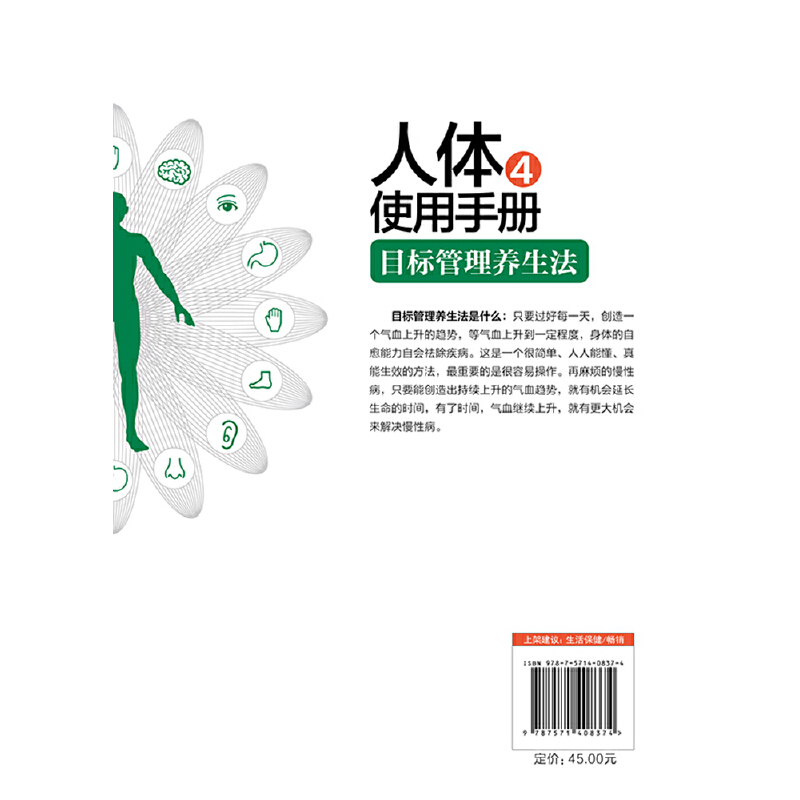 人体4
使用手册
目标管理养生法
目标管理养生法是什么：只要过好每一天，创造一
个气血上升的趋势，等气血上升到一定程度，身体的自
愈能力自会祛除疾病。这是一个很简单、人人能懂、真
能生效的方法，最重要的是很容易操作。再麻烦的慢性
病，只要能创造出持续上升的气血趋势，就有机会延长
生命的时间，有了时间，气血继续上升，就有更大机会
来解决慢性病。
上架建议：生活保健/畅销
ISBN 978-7-5714-0837-4
9 787571 408374 >
定价：45.00元